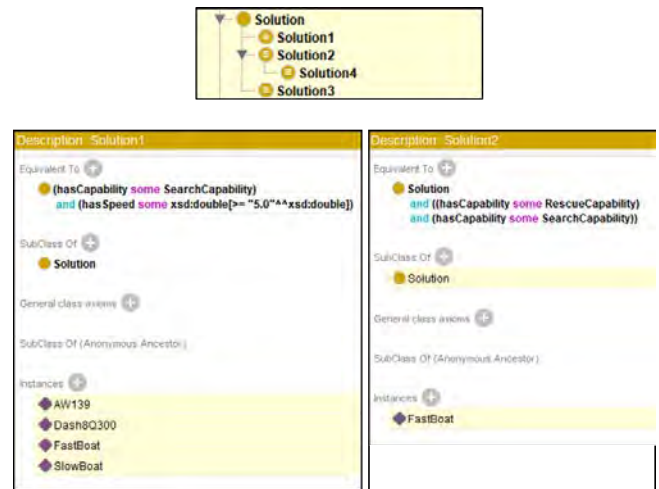 Solution
Solution1
Solution2
Solution4
Solution3
Description: Solution1
Equivalent To
(hasCapability some SearchCapability)
and (hasSpeed some xsd:double[>= "5.0"^^xsd:double])
SubClass Of
Solution
General class axioms
SubClass Of (Anonymous Ancestor)
Instances
AW139
Dash8Q300
FastBoat
SlowBoat
Description: Solution2
Equivalent To
Solution
and ((hasCapability some RescueCapability)
and (hasCapability some SearchCapability))
SubClass Of
Solution
General class axioms
SubClass Of (Anonymous Ancestor)
Instances
FastBoat